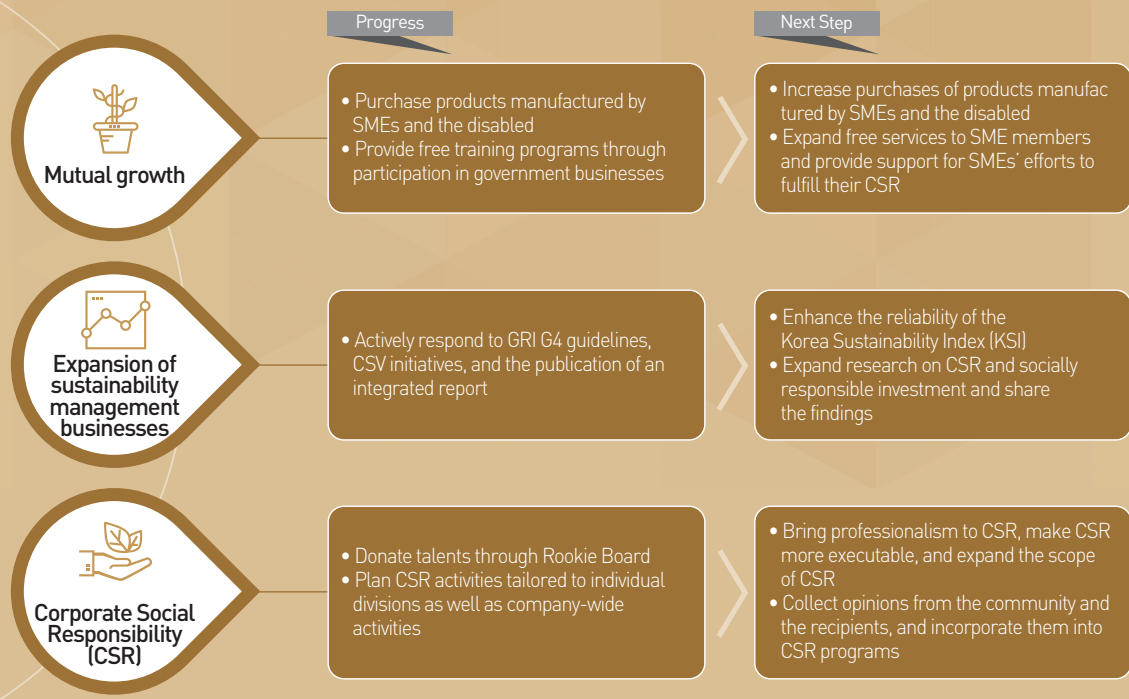 Progress
Next Step
Mutual growth
• Purchase products manufactured by
SMEs and the disabled
• Provide free training programs through
participation in government businesses
• Increase purchases of products manufac
tured by SMEs and the disabled
• Expand free services to SME members
and provide support for SMEs' efforts to
fulfill their CSR
Expansion of
sustainability
management
businesses
• Actively respond to GRI G4 guidelines,
CSV initiatives, and the publication of an
integrated report
• Enhance the reliability of the
Korea Sustainability Index (KSI)
• Expand research on CSR and socially
responsible investment and share
the findings
Corporate Social
Responsibility
(CSR)
• Donate talents through Rookie Board
• Plan CSR activities tailored to individual
divisions as well as company-wide
activities
• Bring professionalism to CSR, make CSR
more executable, and expand the scope
of CSR
• Collect opinions from the community and
the recipients, and incorporate them into
CSR programs